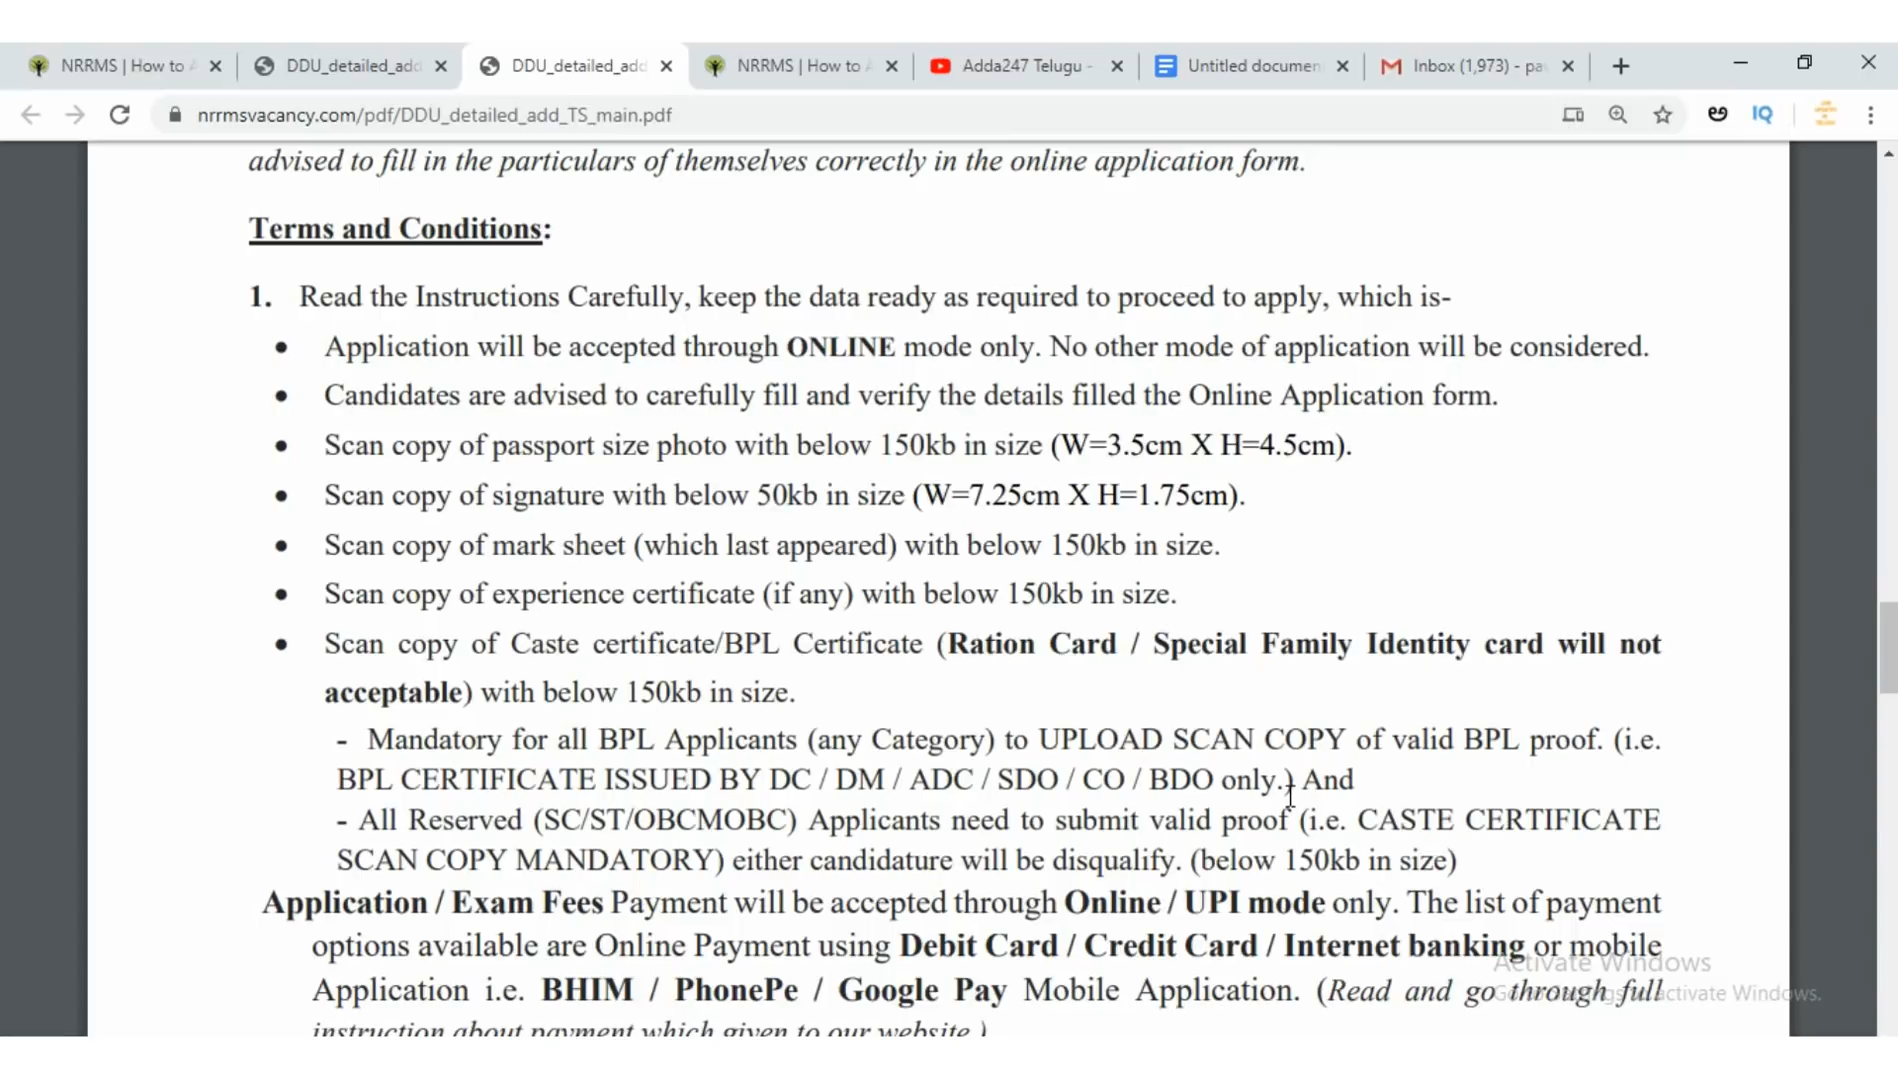 NRRMS | How to
DDU_detailed_add
DDU_detailed_add
NRRMS | How to
Adda247 Telugu -
Untitled documen
Inbox (1,973) - pa
nrrmsvacancy.com/pdf/DDU_detailed_add_TS_main.pdf
IQ
advised to fill in the particulars of themselves correctly in the online application form.
Terms and Conditions:
1. Read the Instructions Carefully, keep the data ready as required to proceed to apply, which is-
• Application will be accepted through ONLINE mode only. No other mode of application will be considered.
• Candidates are advised to carefully fill and verify the details filled the Online Application form.
• Scan copy of passport size photo with below 150kb in size (W=3.5cm X H=4.5cm).
• Scan copy of signature with below 50kb in size (W=7.25cm X H=1.75cm).
• Scan copy of mark sheet (which last appeared) with below 150kb in size.
• Scan copy of experience certificate (if any) with below 150kb in size.
• Scan copy of Caste certificate/BPL Certificate (Ration Card / Special Family Identity card will not
acceptable) with below 150kb in size.
- Mandatory for all BPL Applicants (any Category) to UPLOAD SCAN COPY of valid BPL proof. (i.e.
BPL CERTIFICATE ISSUED BY DC / DM / ADC / SDO / CO / BDO only.) And
- All Reserved (SC/ST/OBCMOBC) Applicants need to submit valid proof (i.e. CASTE CERTIFICATE
SCAN COPY MANDATORY) either candidature will be disqualify. (below 150kb in size)
Application / Exam Fees Payment will be accepted through Online / UPI mode only. The list of payment
options available are Online Payment using Debit Card / Credit Card / Internet banking or mobile
Activate Windows
Application i.e. BHIM / PhonePe / Google Pay Mobile Application. (Read and go through full
instruction about payment which given to our website.)